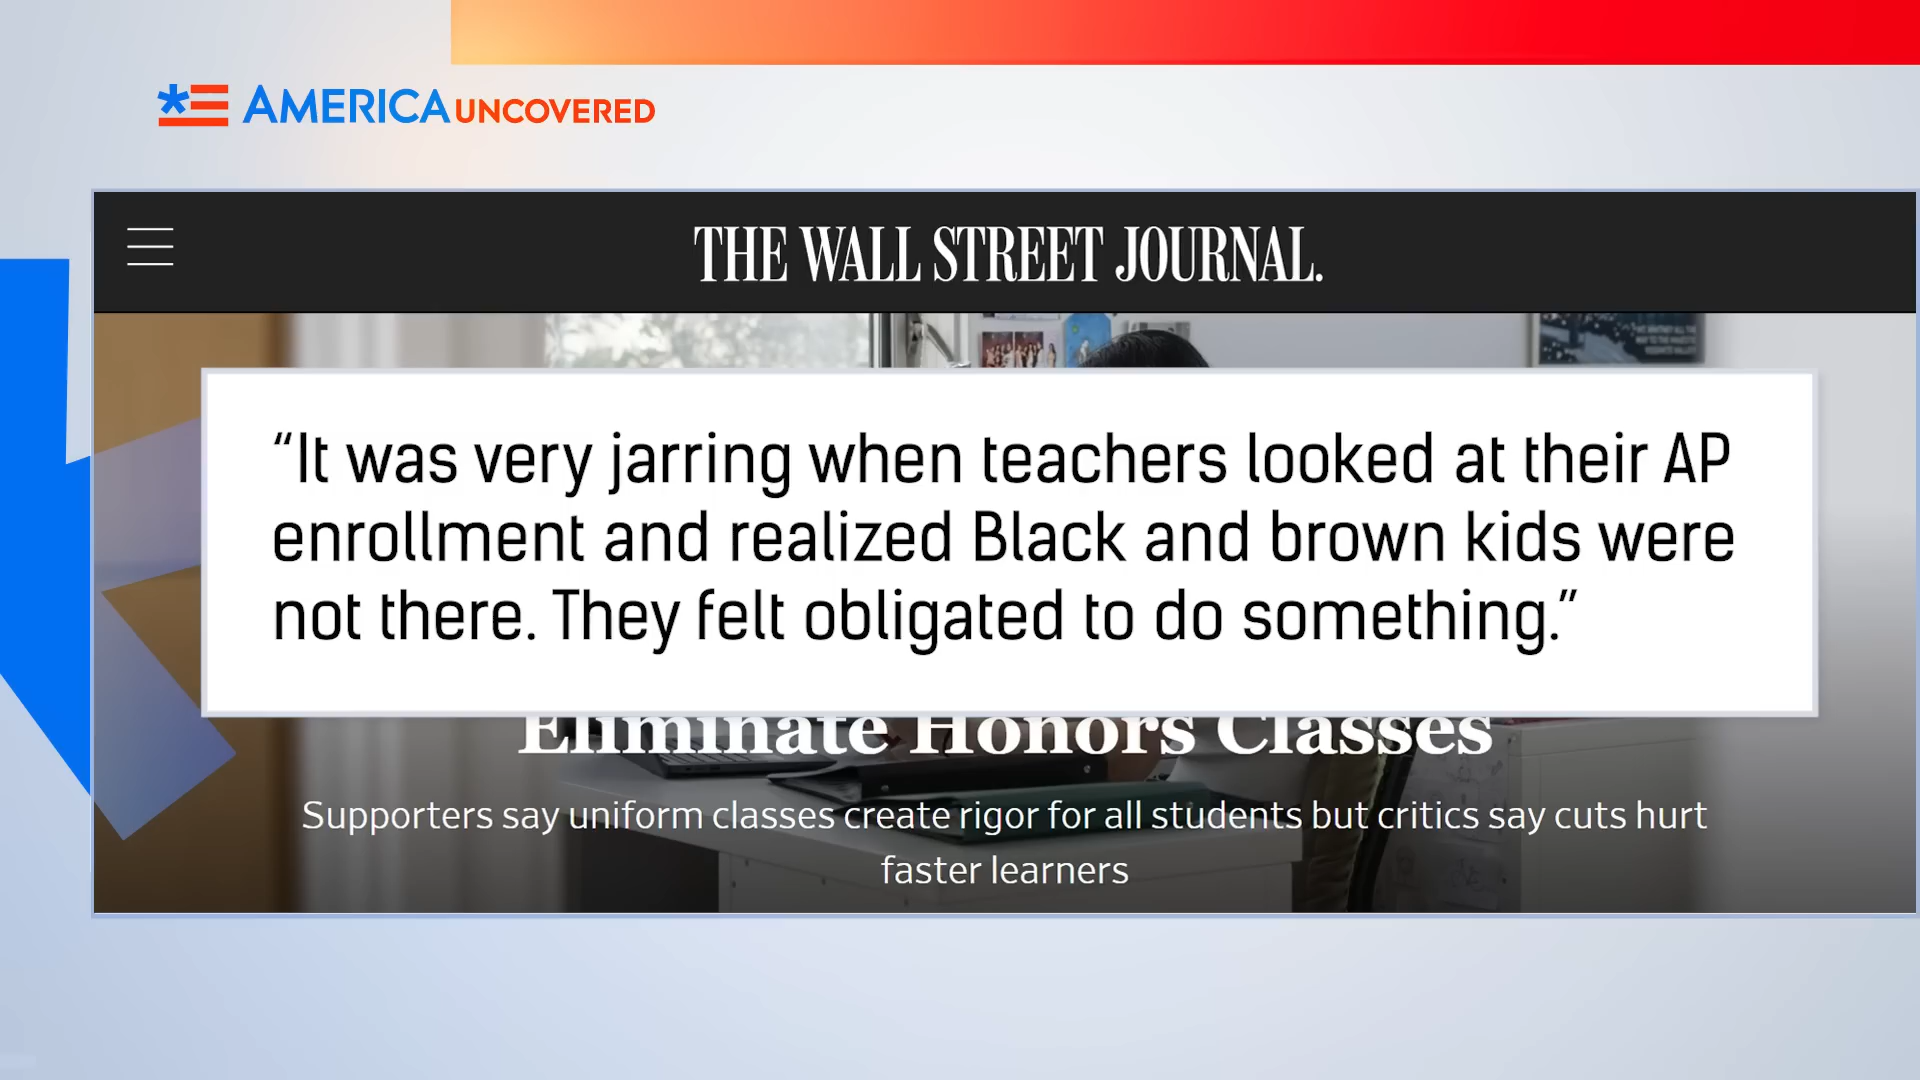 AMERICA UNCOVERED
THE WALL STREET JOURNAL.
“It was very jarring when teachers looked at their AP
enrollment and realized Black and brown kids were
not there. They felt obligated to do something.”
Eliminate Honors Classes
Supporters say uniform classes create rigor for all students but critics say cuts hurt
faster learners